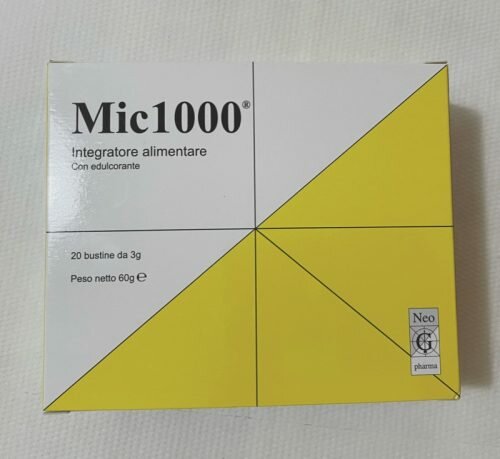 Mic1000®
Integratore alimentare
Con edulcorante
20 bustine da 3g
Peso netto 60g ℮
Neo
G
pharma